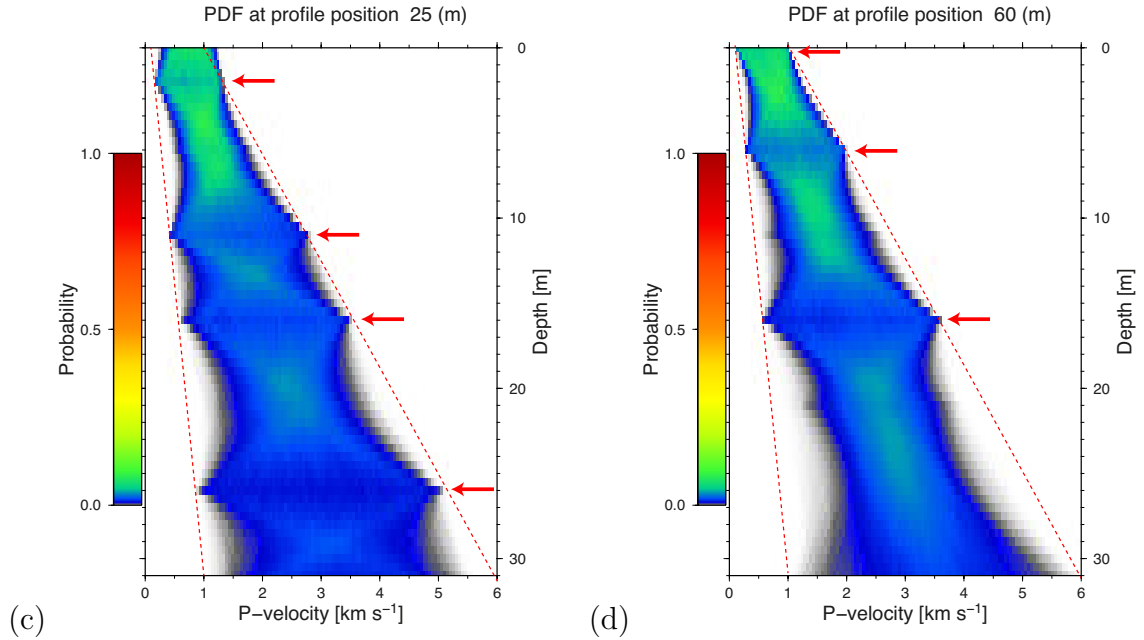 PDF at profile position 25 (m)
0
10
20
30
Depth [m]
1.0
0.5
0.0
Probability
0 1 2 3 4 5 6
P−velocity [km s⁻¹]
(c)
PDF at profile position 60 (m)
0
10
20
30
Depth [m]
1.0
0.5
0.0
Probability
0 1 2 3 4 5 6
P−velocity [km s⁻¹]
(d)